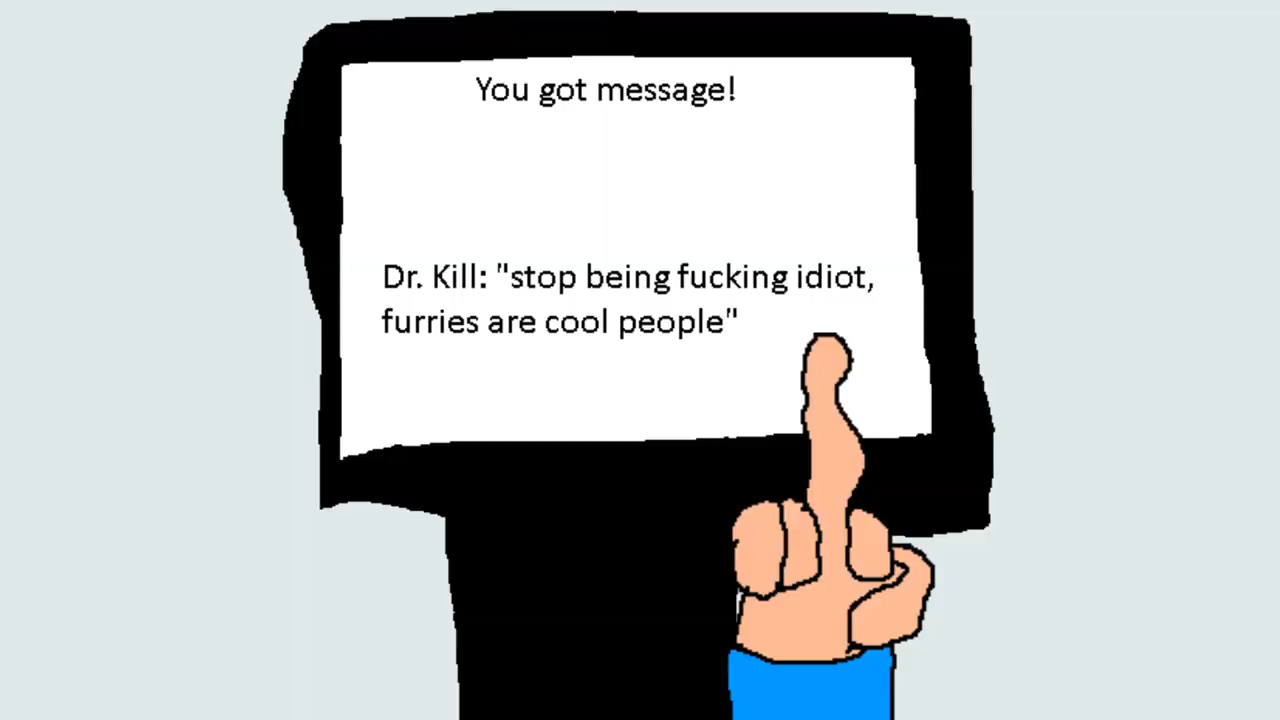 You got message!
Dr. Kill: "stop being fucking idiot,
furries are cool people"